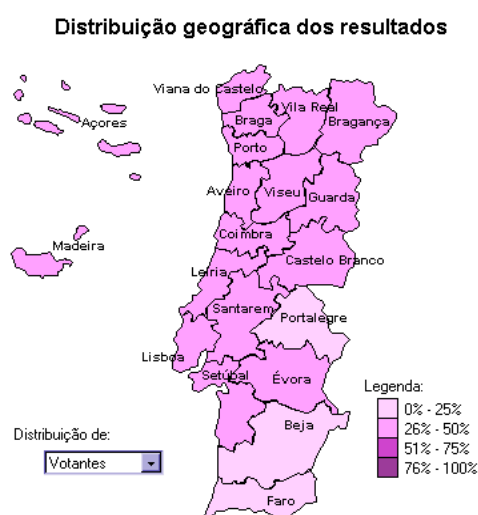 Distribuição geográfica dos resultados
Viana do Castelo
Vila Real
Braga
Bragança
Açores
Porto
Aveiro
Viseu
Guarda
Coimbra
Madeira
Castelo Branco
Leiria
Santarem
Portalegre
Lisboa
Setúbal
Évora
Legenda:
0% - 25%
26% - 50%
51% - 75%
76% - 100%
Beja
Distribuição de:
Votantes
Faro